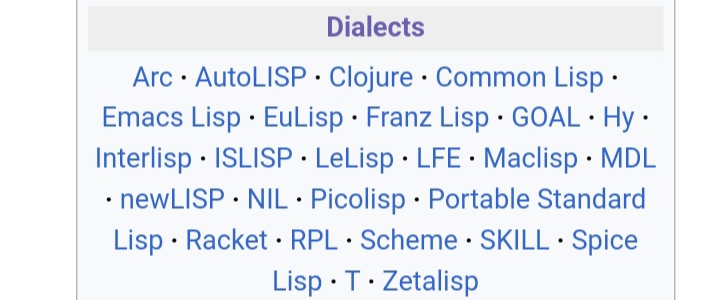 Dialects
Arc · AutoLISP · Clojure · Common Lisp ·
Emacs Lisp · EuLisp · Franz Lisp · GOAL · Hy ·
Interlisp · ISLISP · LeLisp · LFE · Maclisp · MDL
· newLISP · NIL · Picolisp · Portable Standard
Lisp · Racket · RPL · Scheme · SKILL · Spice
Lisp · T · Zetalisp